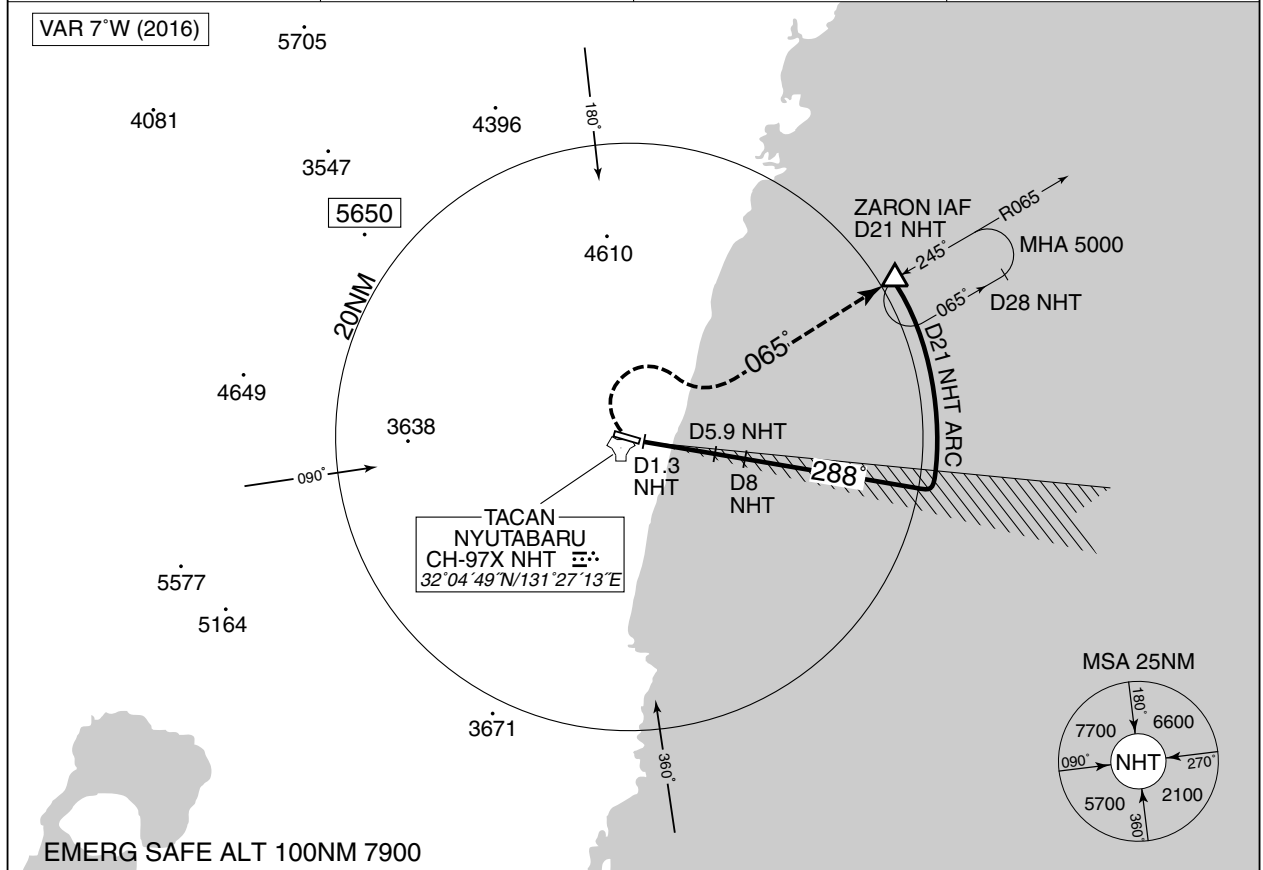 VAR 7°W (2016)
5705
4081
4396
180°
3547
5650
4610
ZARON IAF
D21 NHT
R065
245°
MHA 5000
065°
D28 NHT
20NM
065°
D21 NHT ARC
4649
3638
090°
D5.9 NHT
D1.3
NHT
D8
NHT
288°
TACAN
NYUTABARU
CH-97X NHT
32°04´49˝N/131°27´13˝E
5577
5164
3671
360°
MSA 25NM
180°
7700
6600
090°
NHT
270°
5700
2100
360°
EMERG SAFE ALT 100NM 7900